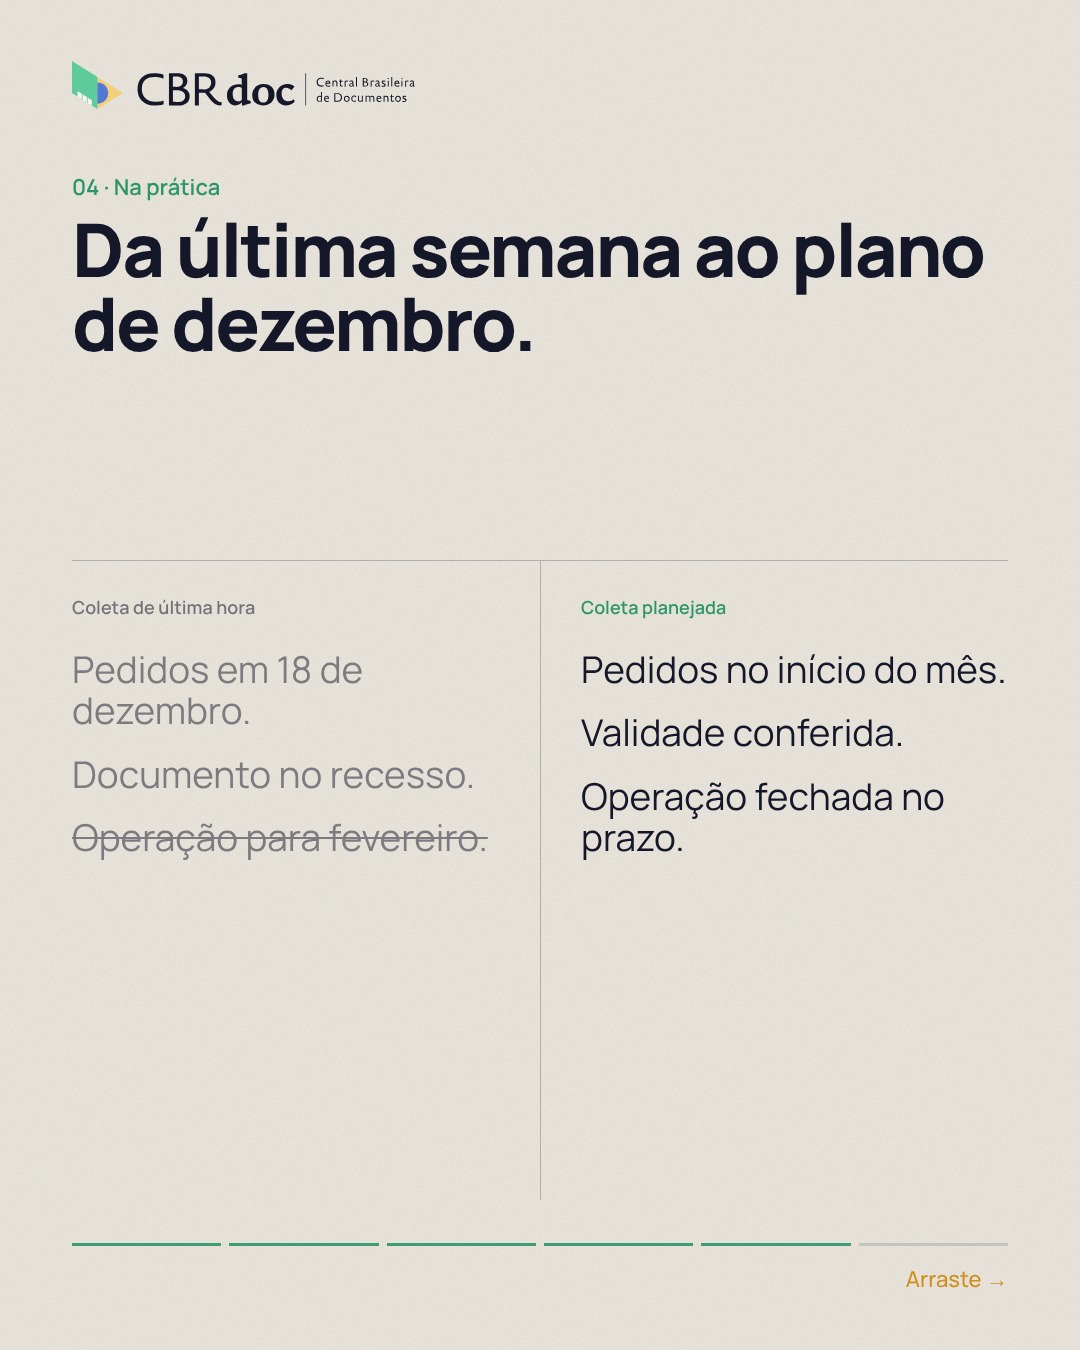 CBRdoc
Central Brasileira
de Documentos
04 · Na prática
Da última semana ao plano
de dezembro.
Coleta de última hora
Pedidos em 18 de
dezembro.
Documento no recesso.
Operação para fevereiro.
Coleta planejada
Pedidos no início do mês.
Validade conferida.
Operação fechada no
prazo.
Arraste →